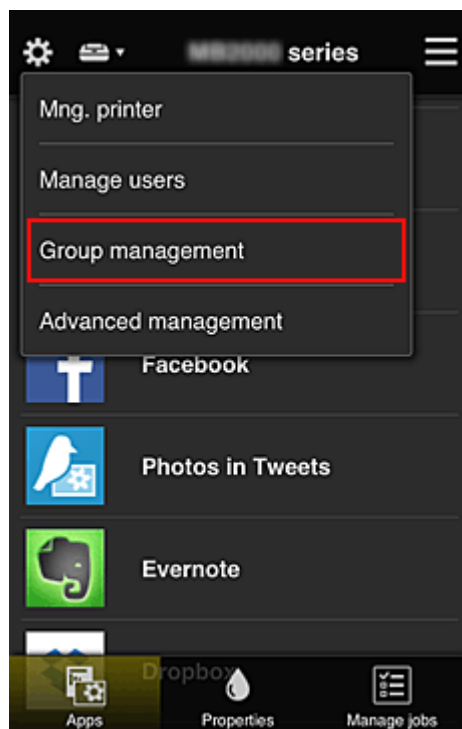 series
Mng. printer
Manage users
Group management
Advanced management
Facebook
Photos in Tweets
Evernote
Dropbox
Apps
Properties
Manage jobs